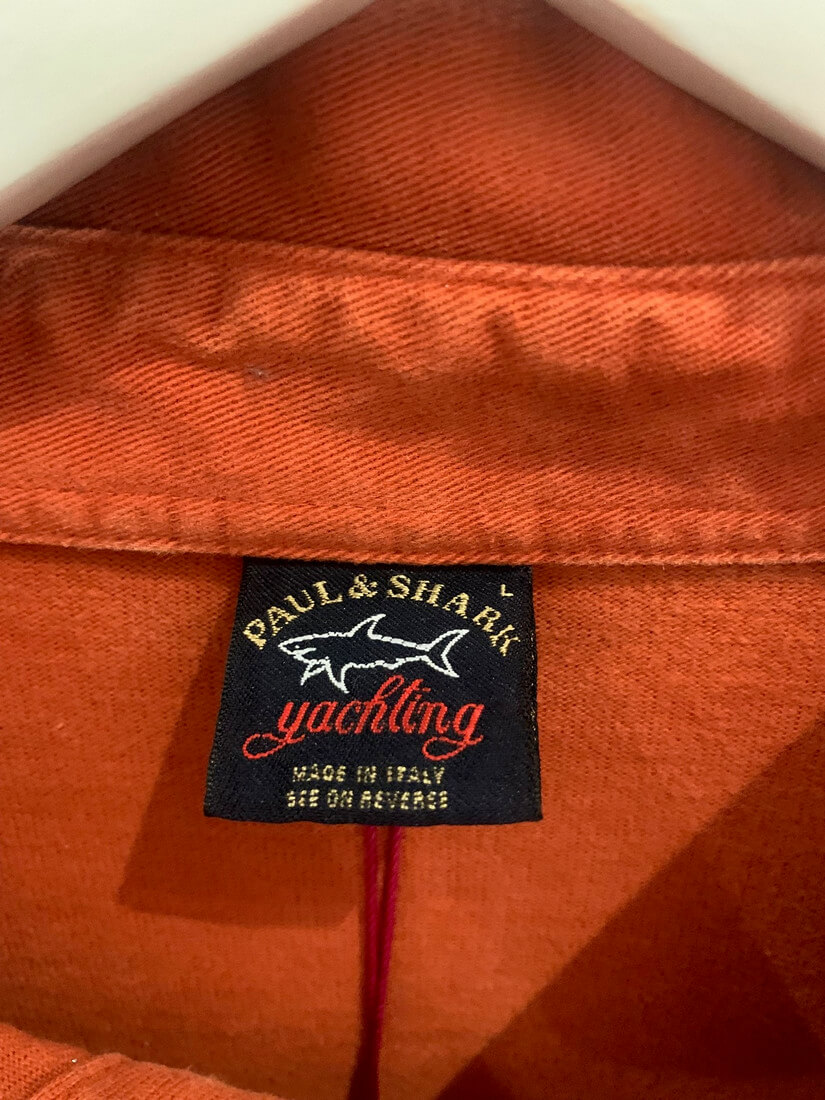 PAUL & SHARK
L
yachting
MADE IN ITALY
SEE ON REVERSE